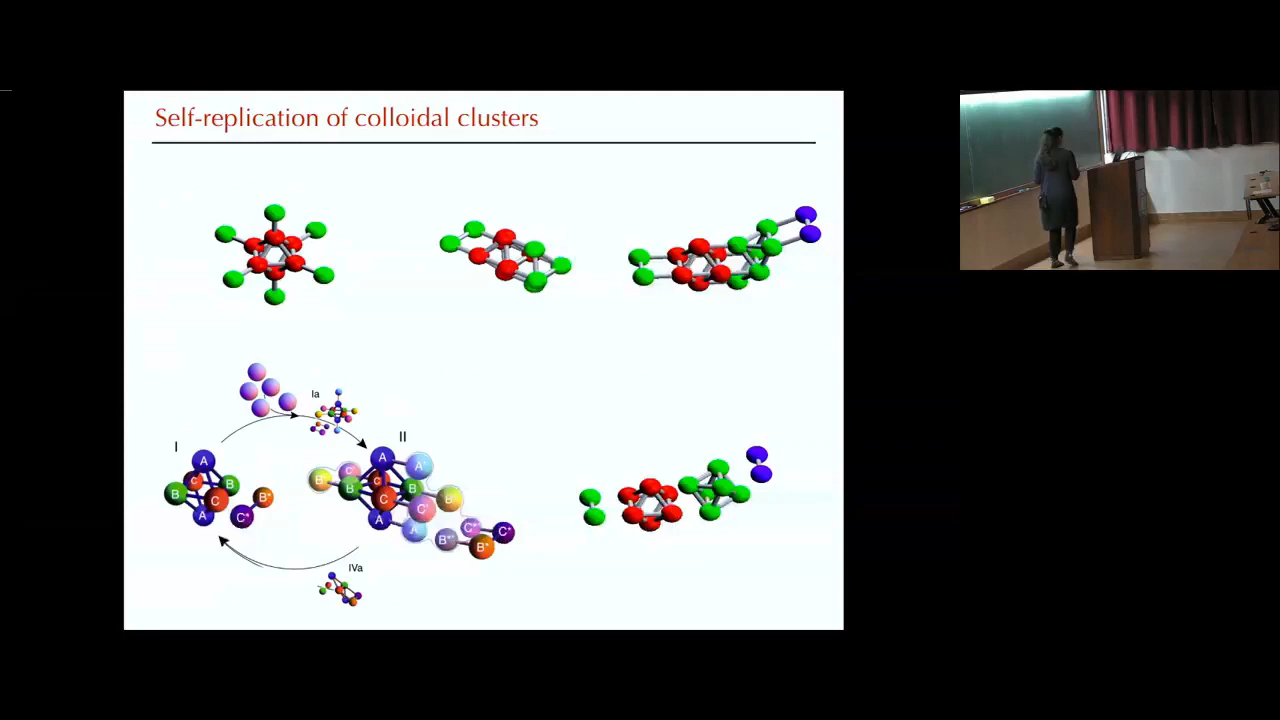 Self-replication of colloidal clusters
Ia
I
II
A
B
C
B
C
A
B*
C*
A
A'
B'
C'
C
B
B
C
C'
B'
A
A'
C*'
C*
B*'
B*
IVa